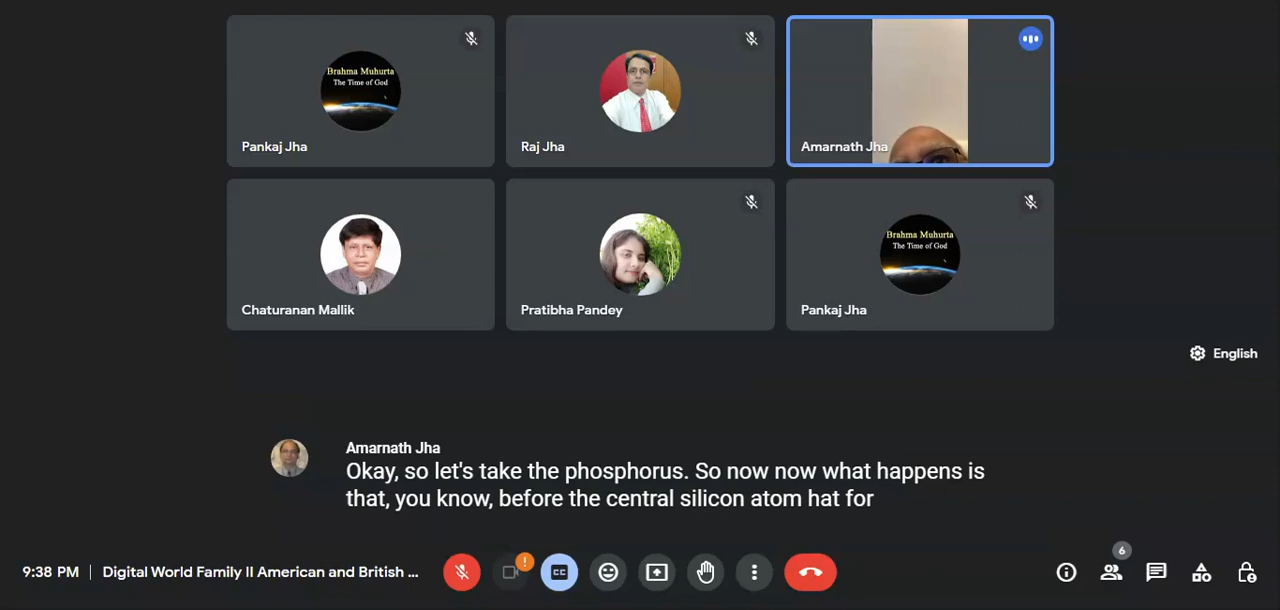 Brahma Muhurta
The Time of God
Pankaj Jha
Raj Jha
Amarnath Jha
Chaturanan Mallik
Pratibha Pandey
Brahma Muhurta
The Time of God
Pankaj Jha
English
Amarnath Jha
Okay, so let's take the phosphorus. So now now what happens is
that, you know, before the central silicon atom hat for
6
9:38 PM | Digital World Family II American and British ...